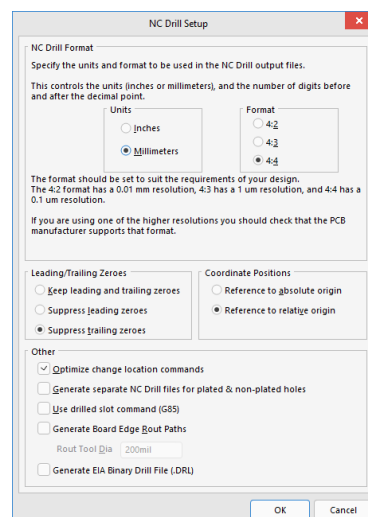 NC Drill Setup
NC Drill Format
Specify the units and format to be used in the NC Drill output files.
This controls the units (inches or millimeters), and the number of digits before
and after the decimal point.
Units
Inches
Millimeters
Format
4:2
4:3
4:4
The format should be set to suit the requirements of your design.
The 4:2 format has a 0.01 mm resolution, 4:3 has a 1 um resolution, and 4:4 has a
0.1 um resolution.
If you are using one of the higher resolutions you should check that the PCB
manufacturer supports that format.
Leading/Trailing Zeroes
Keep leading and trailing zeroes
Suppress leading zeroes
Suppress trailing zeroes
Coordinate Positions
Reference to absolute origin
Reference to relative origin
Other
Optimize change location commands
Generate separate NC Drill files for plated & non-plated holes
Use drilled slot command (G85)
Generate Board Edge Rout Paths
Rout Tool Dia 200mil
Generate EIA Binary Drill File (.DRL)
OK Cancel